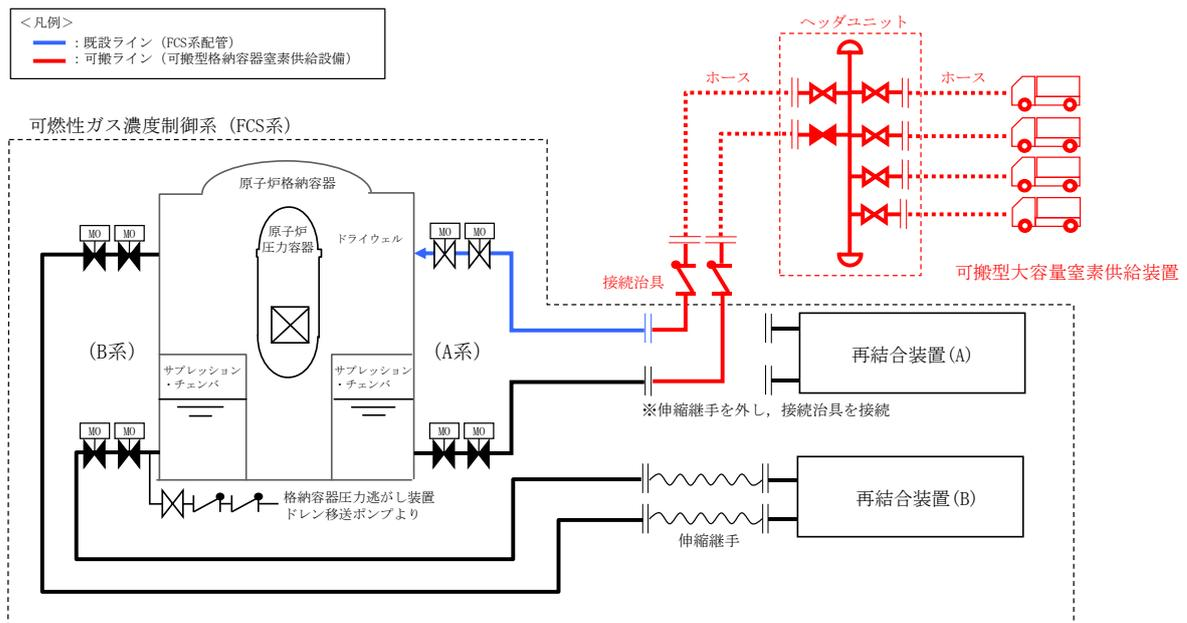 ＜凡例＞
：既設ライン（FCS系配管）
：可搬ライン（可搬型格納容器窒素供給設備）
ヘッダユニット
ホース
ホース
可燃性ガス濃度制御系（FCS系）
原子炉格納容器
原子炉
圧力容器
ドライウェル
MO
MO
MO
MO
可搬型大容量窒素供給装置
接続治具
（B系）
（A系）
再結合装置(A)
サプレッション
・チェンバ
サプレッション
・チェンバ
※伸縮継手を外し，接続治具を接続
MO
MO
MO
MO
格納容器圧力逃がし装置
ドレン移送ポンプより
再結合装置(B)
伸縮継手